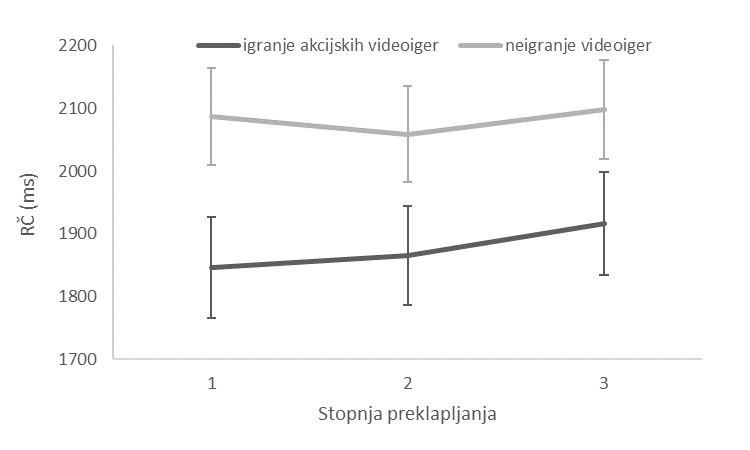 igranje akcijskih videoiger
neigranje videoiger
2200
2100
2000
1900
1800
1700
RČ (ms)
1
2
3
Stopnja preklapljanja